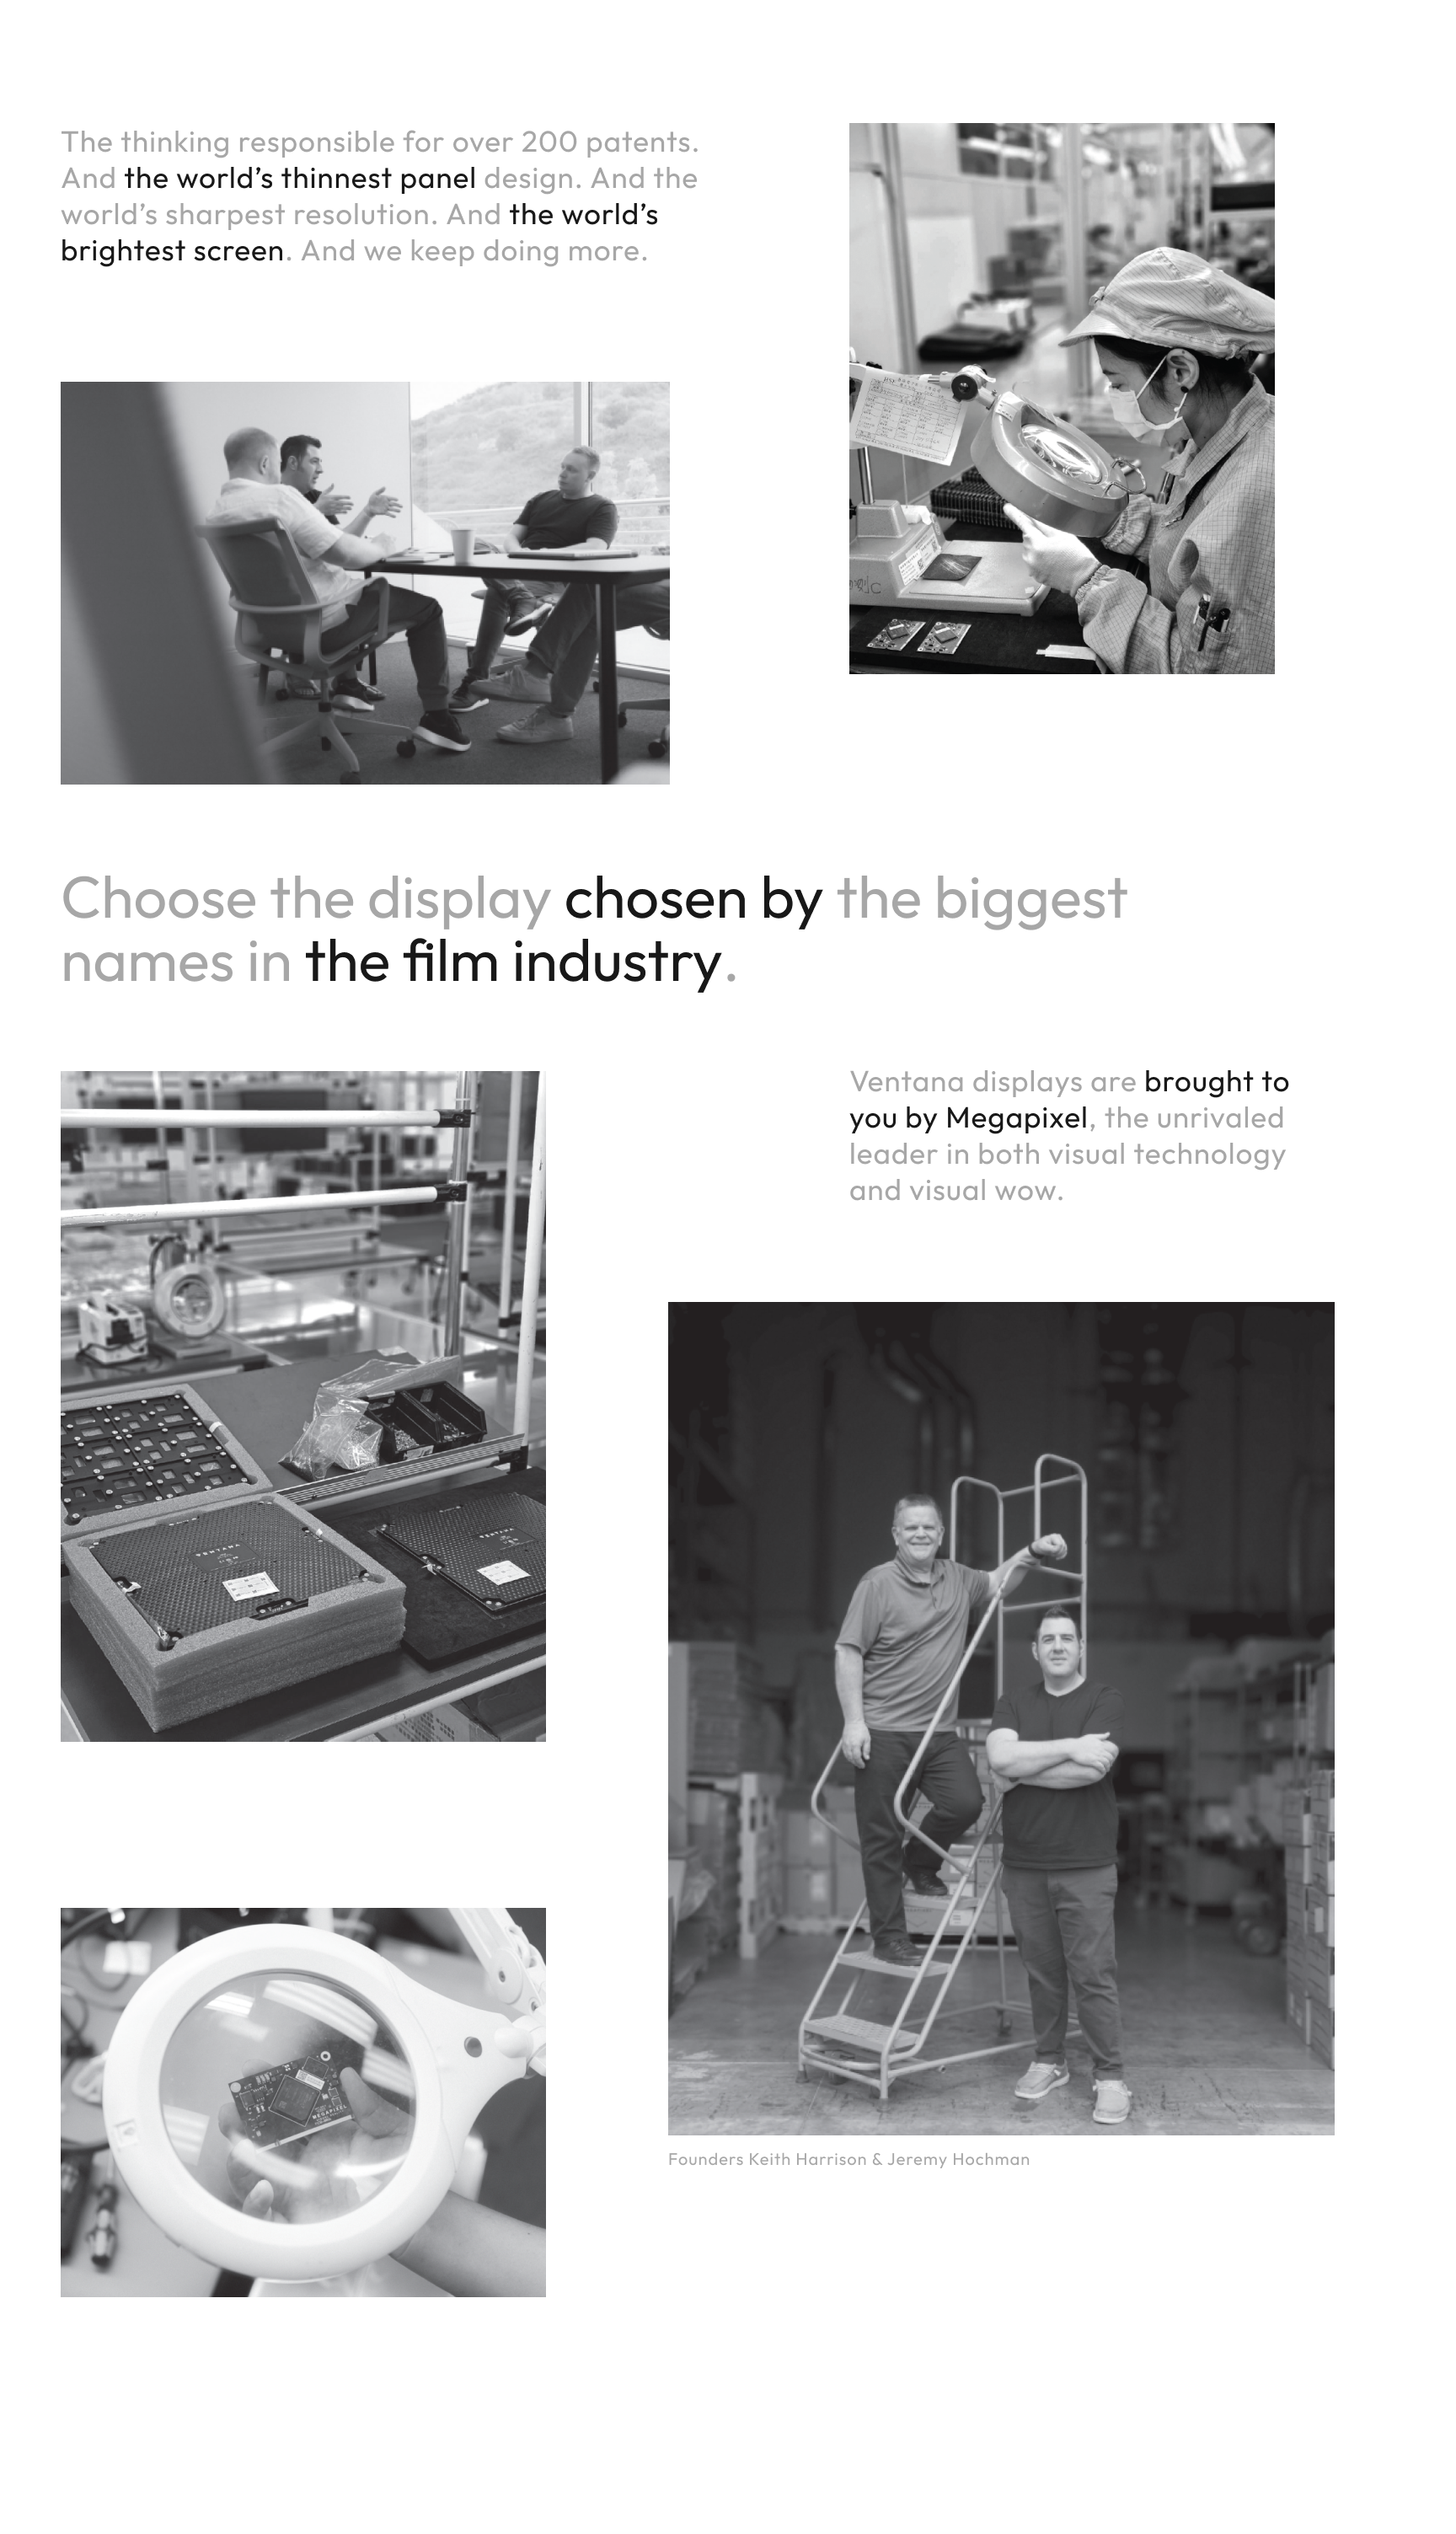 The thinking responsible for over 200 patents.
And the world’s thinnest panel design. And the
world’s sharpest resolution. And the world’s
brightest screen. And we keep doing more.
Choose the display chosen by the biggest
names in the film industry.
Ventana displays are brought to
you by Megapixel, the unrivaled
leader in both visual technology
and visual wow.
VENTANA
VENTANA
Founders Keith Harrison & Jeremy Hochman
MEGAPIXEL